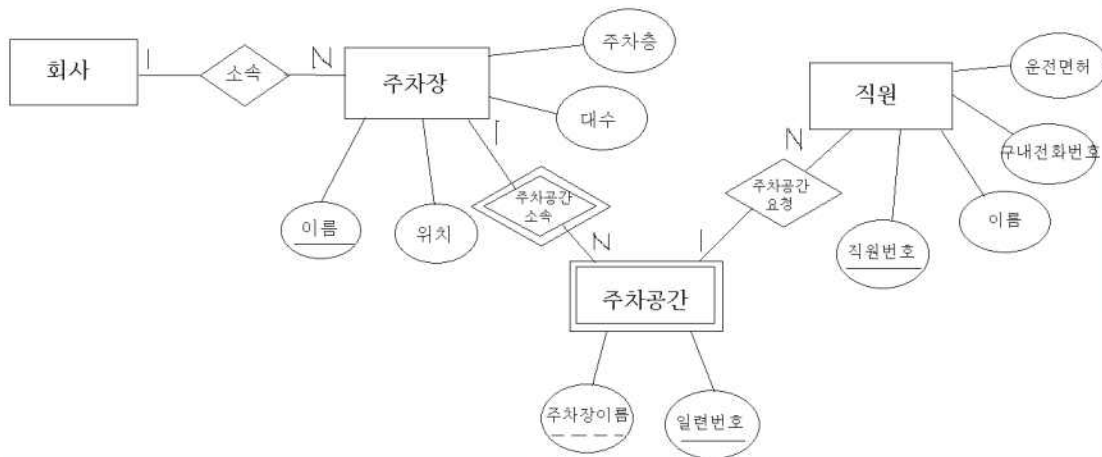 회사
1
소속
N
주차장
주차층
대수
이름
위치
1
주차공간
소속
N
주차공간
주차장이름
일련번호
1
주차공간
요청
N
직원
운전면허
구내전화번호
이름
직원번호